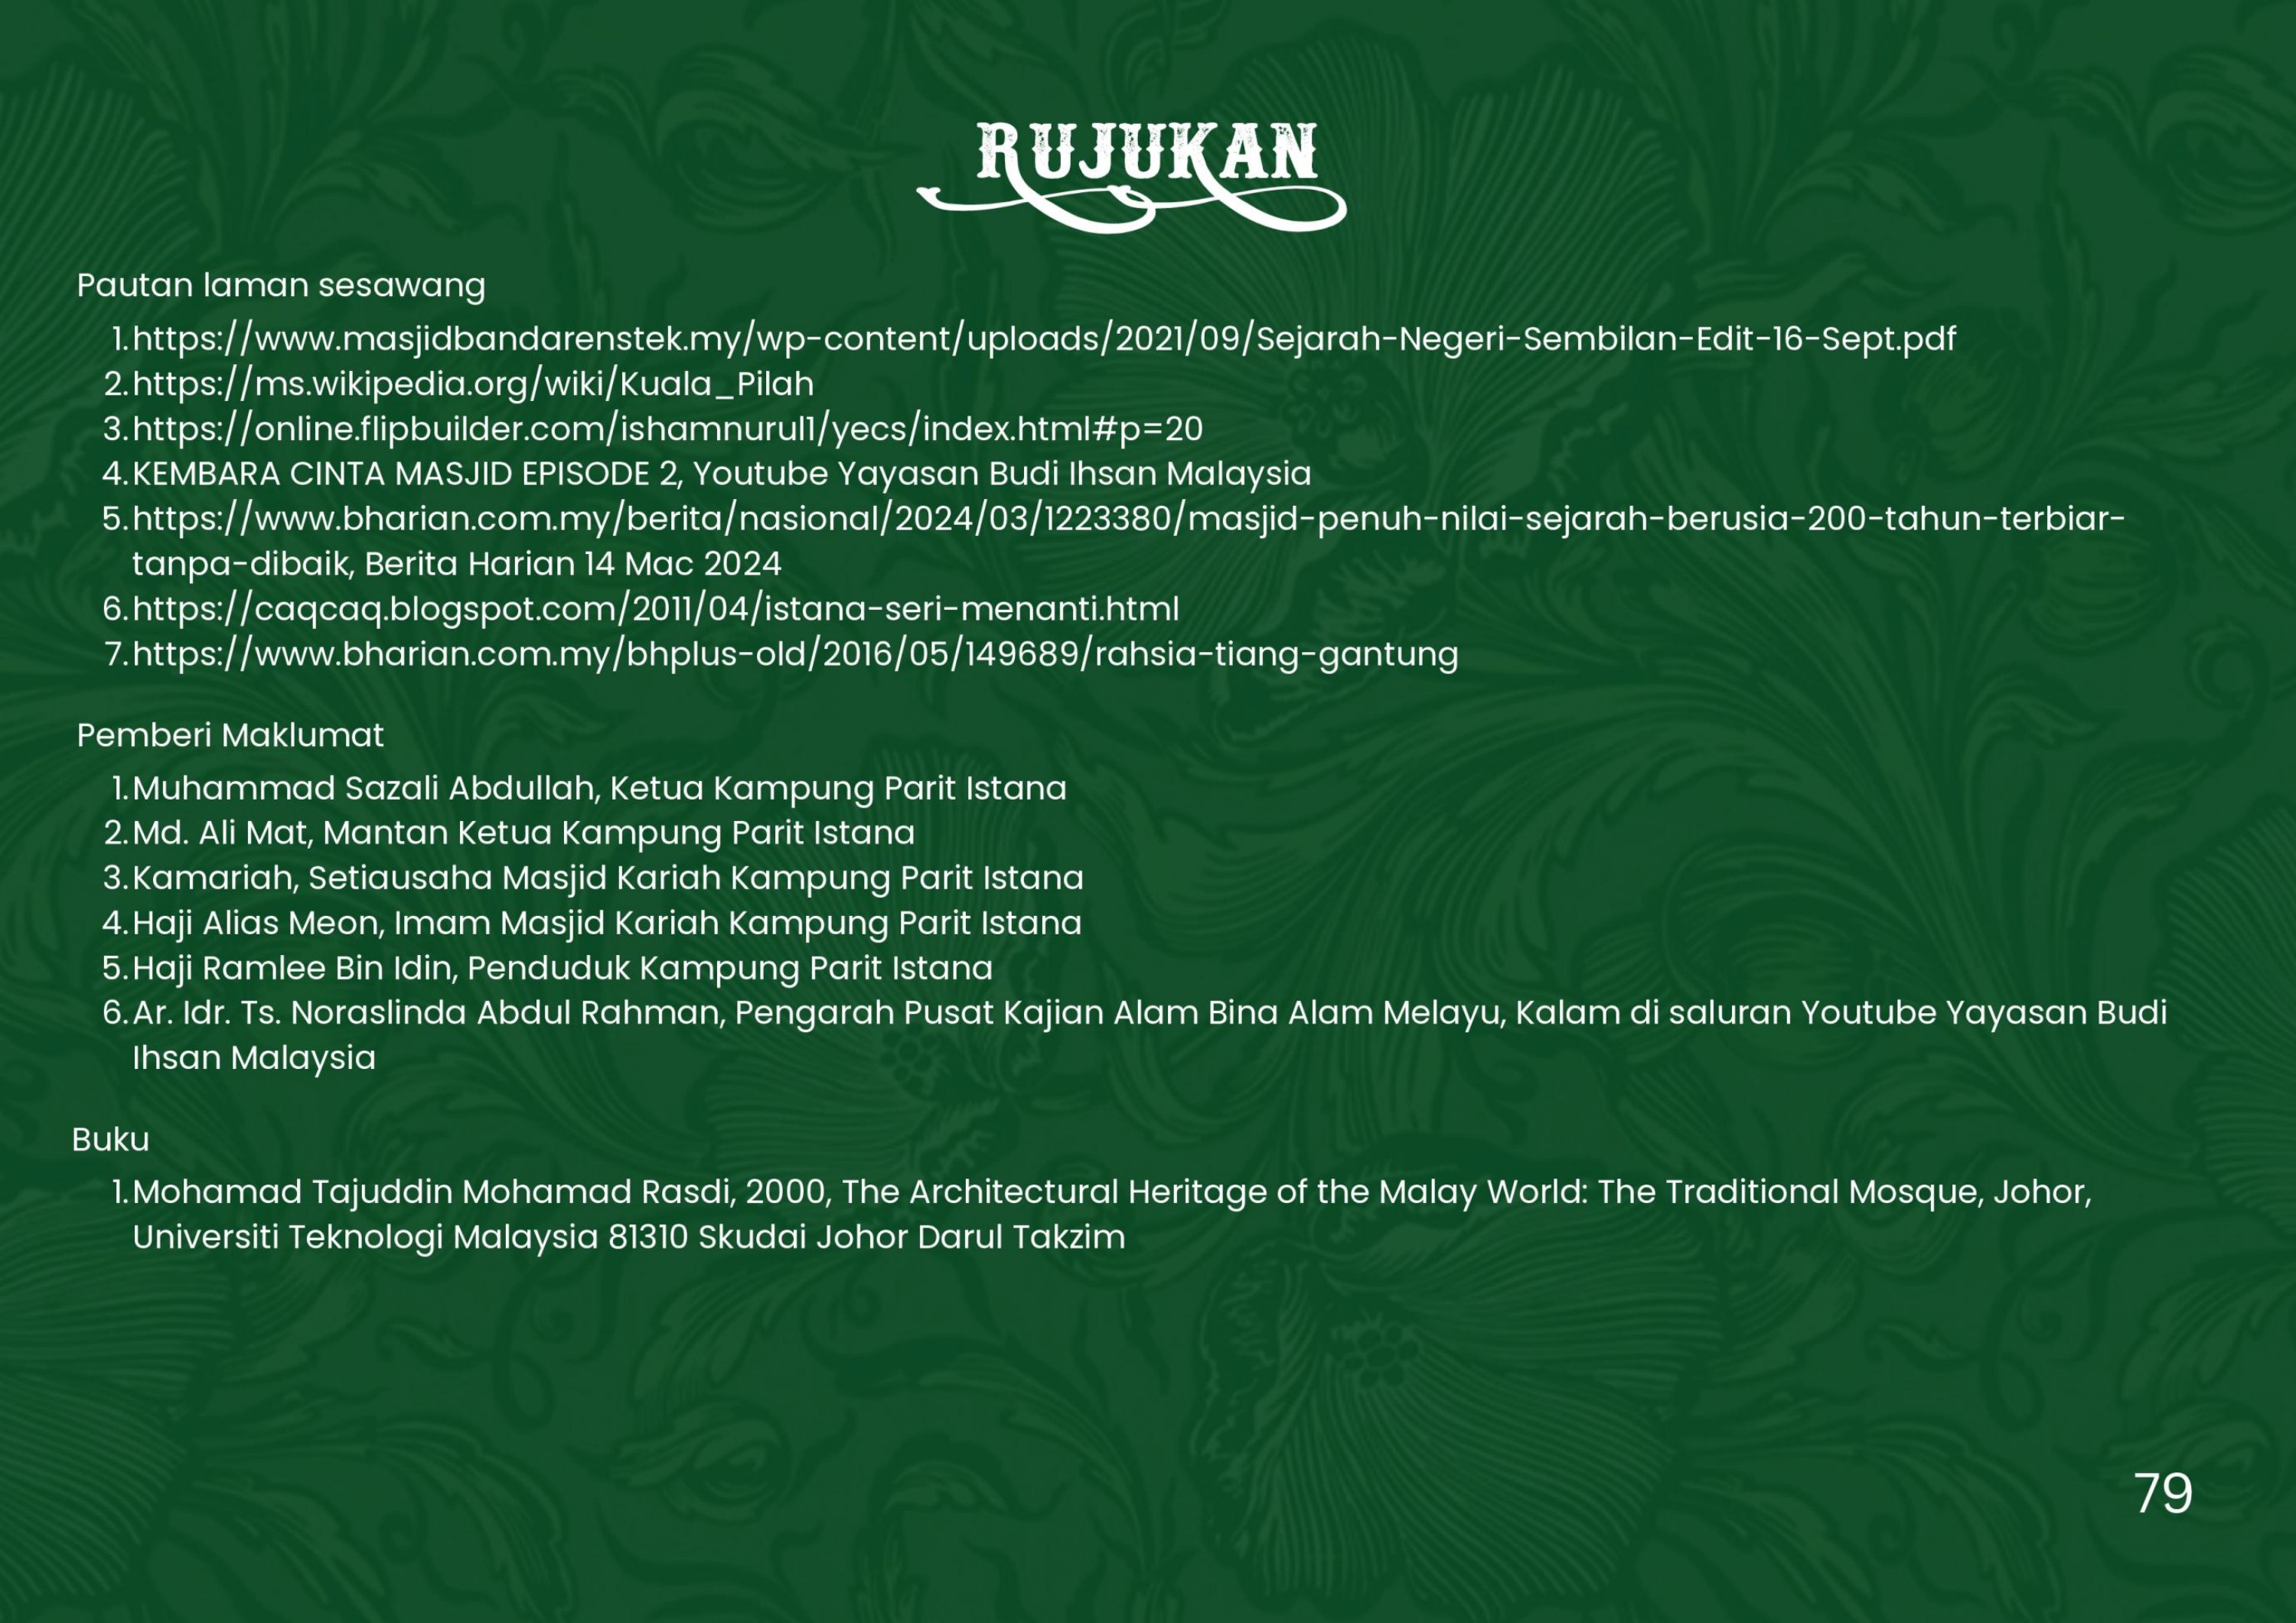 RUJUKAN
Pautan laman sesawang
1.https://www.masjidbandarenstek.my/wp-content/uploads/2021/09/Sejarah-Negeri-Sembilan-Edit-16-Sept.pdf
2.https://ms.wikipedia.org/wiki/Kuala_Pilah
3.https://online.flipbuilder.com/ishamnurul1/yecs/index.html#p=20
4.KEMBARA CINTA MASJID EPISODE 2, Youtube Yayasan Budi Ihsan Malaysia
5.https://www.bharian.com.my/berita/nasional/2024/03/1223380/masjid-penuh-nilai-sejarah-berusia-200-tahun-terbiar-
tanpa-dibaik, Berita Harian 14 Mac 2024
6.https://caqcaq.blogspot.com/2011/04/istana-seri-menanti.html
7.https://www.bharian.com.my/bhplus-old/2016/05/149689/rahsia-tiang-gantung
Pemberi Maklumat
1.Muhammad Sazali Abdullah, Ketua Kampung Parit Istana
2.Md. Ali Mat, Mantan Ketua Kampung Parit Istana
3.Kamariah, Setiausaha Masjid Kariah Kampung Parit Istana
4.Haji Alias Meon, Imam Masjid Kariah Kampung Parit Istana
5.Haji Ramlee Bin Idin, Penduduk Kampung Parit Istana
6.Ar. Idr. Ts. Noraslinda Abdul Rahman, Pengarah Pusat Kajian Alam Bina Alam Melayu, Kalam di saluran Youtube Yayasan Budi
Ihsan Malaysia
Buku
1.Mohamad Tajuddin Mohamad Rasdi, 2000, The Architectural Heritage of the Malay World: The Traditional Mosque, Johor,
Universiti Teknologi Malaysia 81310 Skudai Johor Darul Takzim
79